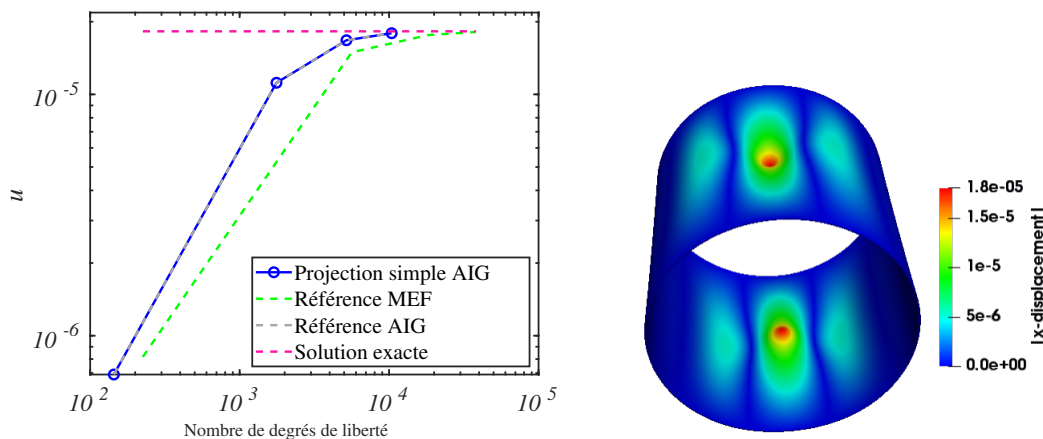 10^-5
u
10^-6
10^2
10^3
10^4
10^5
Nombre de degrés de liberté
Projection simple AIG
Référence MEF
Référence AIG
Solution exacte
1.8e-05
1.5e-5
1e-5
5e-6
0.0e+00
|x-displacement|